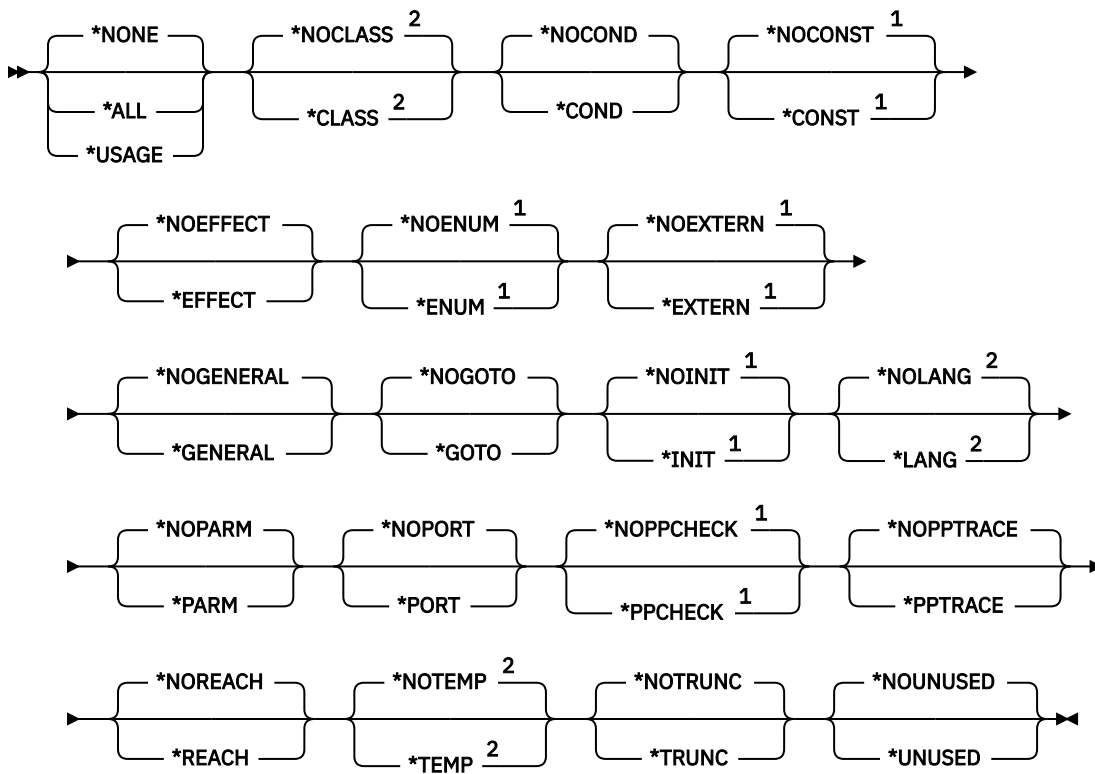 *NONE *NOCLASS 2 *NOCOND *NOCONST 1
*ALL *CLASS 2 *COND *CONST 1
*USAGE
*NOEFFECT *NOENUM 1 *NOEXTERN 1
*EFFECT *ENUM 1 *EXTERN 1
*NOGENERAL *NOGOTO *NOINIT 1 *NOLANG 2
*GENERAL *GOTO *INIT 1 *LANG 2
*NOPARM *NOPORT *NOPPCHECK 1 *NOPPTRACE
*PARM *PORT *PPCHECK 1 *PPTRACE
*NOREACH *NOTEMP 2 *NOTRUNC *NOUNUSED
*REACH *TEMP 2 *TRUNC *UNUSED